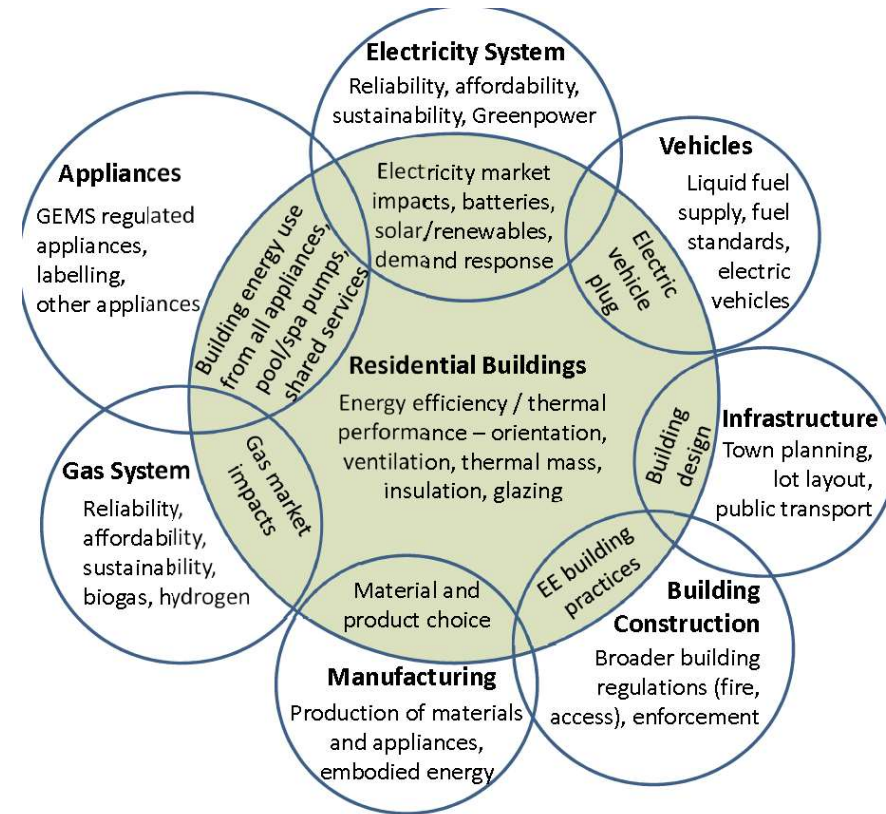 Electricity System
Reliability, affordability,
sustainability, Greenpower
Electricity market
impacts, batteries,
solar/renewables,
demand response
Vehicles
Liquid fuel
supply, fuel
standards,
electric
vehicles
Electric
vehicle
plug
Appliances
GEMS regulated
appliances,
labelling,
other appliances
Building energy use
from all appliances,
pool/spa pumps,
shared services
Residential Buildings
Energy efficiency / thermal
performance – orientation,
ventilation, thermal mass,
insulation, glazing
Infrastructure
Town planning,
lot layout,
public transport
Building
design
Gas System
Reliability,
affordability,
sustainability,
biogas, hydrogen
Gas market
impacts
Material and
product choice
Manufacturing
Production of materials
and appliances,
embodied energy
EE building
practices
Building
Construction
Broader building
regulations (fire,
access), enforcement